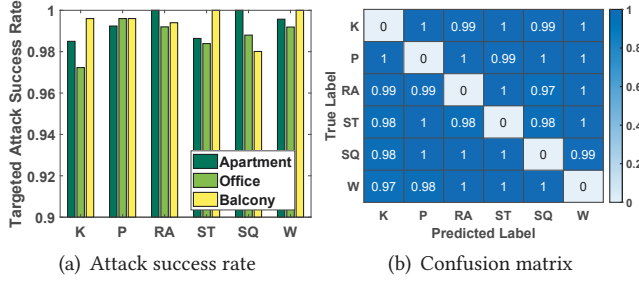 Targeted Attack Success Rate
1
0.98
0.96
0.94
0.92
0.9
Apartment
Office
Balcony
K P RA ST SQ W
(a) Attack success rate
True Label
K 0 1 0.99 1 0.99 1
P 1 0 1 0.99 1 1
RA 0.99 0.99 0 1 0.97 1
ST 0.98 1 0.98 0 0.98 1
SQ 0.98 1 1 1 0 0.99
W 0.97 0.98 1 1 1 0
K P RA ST SQ W
Predicted Label
1
0.8
0.6
0.4
0.2
0
(b) Confusion matrix